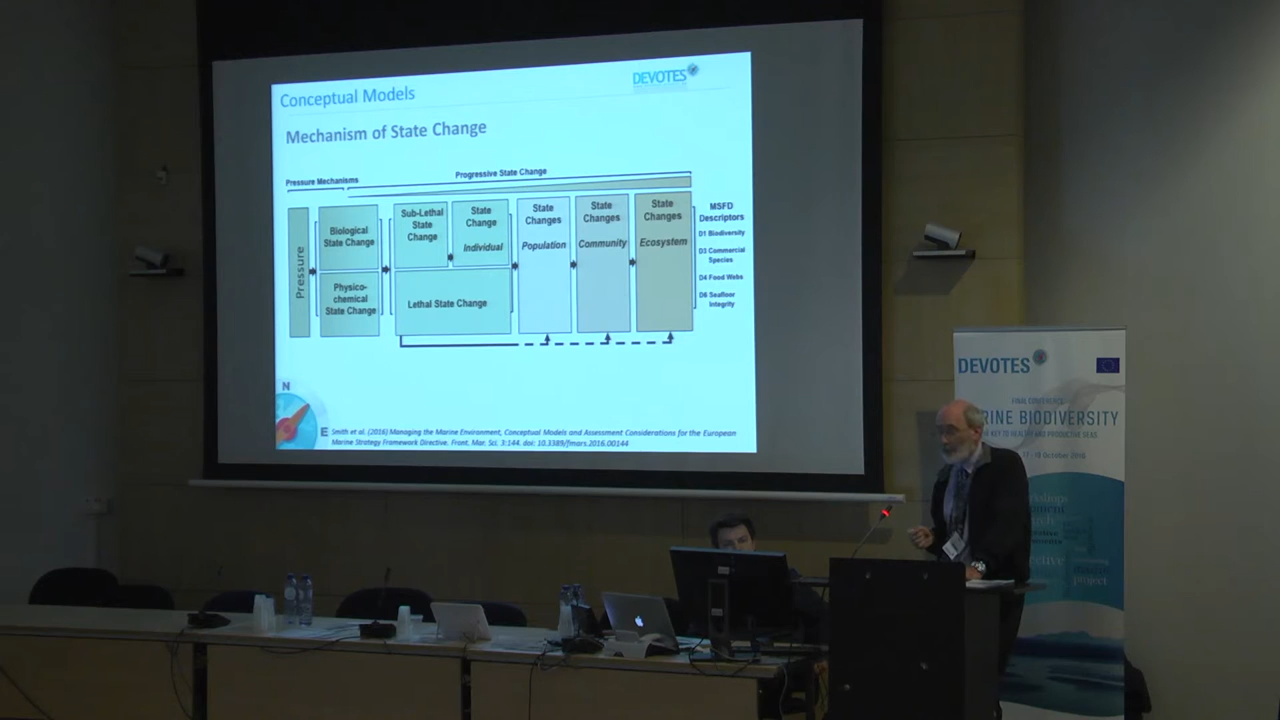 Conceptual Models
DEVOTES
Mechanism of State Change
Pressure Mechanisms
Progressive State Change
Pressure
Biological
State Change
Physico-
chemical
State Change
Sub-Lethal
State
Change
State
Change
Individual
Lethal State Change
State
Changes
Population
State
Changes
Community
State
Changes
Ecosystem
MSFD
Descriptors
D1 Biodiversity
D3 Commercial
Species
D4 Food Webs
D6 Seafloor
Integrity
N
E
Smith et al. (2016) Managing the Marine Environment, Conceptual Models and Assessment Considerations for the European
Marine Strategy Framework Directive. Front. Mar. Sci. 3:144. doi: 10.3389/fmars.2016.00144
DEVOTES
FINAL CONFERENCE
RINE BIODIVERSITY
KEY TO HEALTHY AND PRODUCTIVE SEAS
October 2016
project